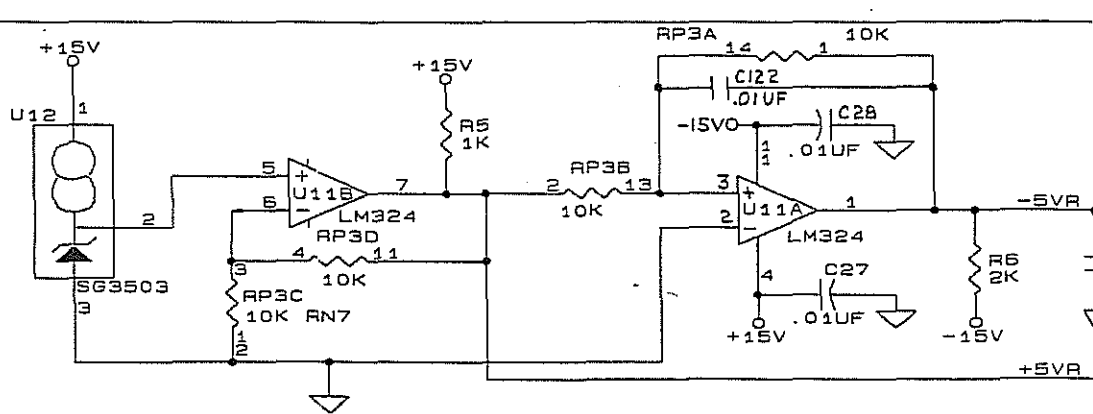 RP3A
10K
14
1
+15V
+15V
C122
.01UF
U12
1
R5
1K
-15V
C28
.01UF
1
1
5
+
U11B
7
2
RP3B
13
3
+
U11A
1
-5VR
2
6
-
LM324
10K
2
-
LM324
RP3D
4
11
10K
R6
2K
3
SG3503
3
RP3C
10K RN7
4
C27
.01UF
+15V
-15V
1
2
+5VR